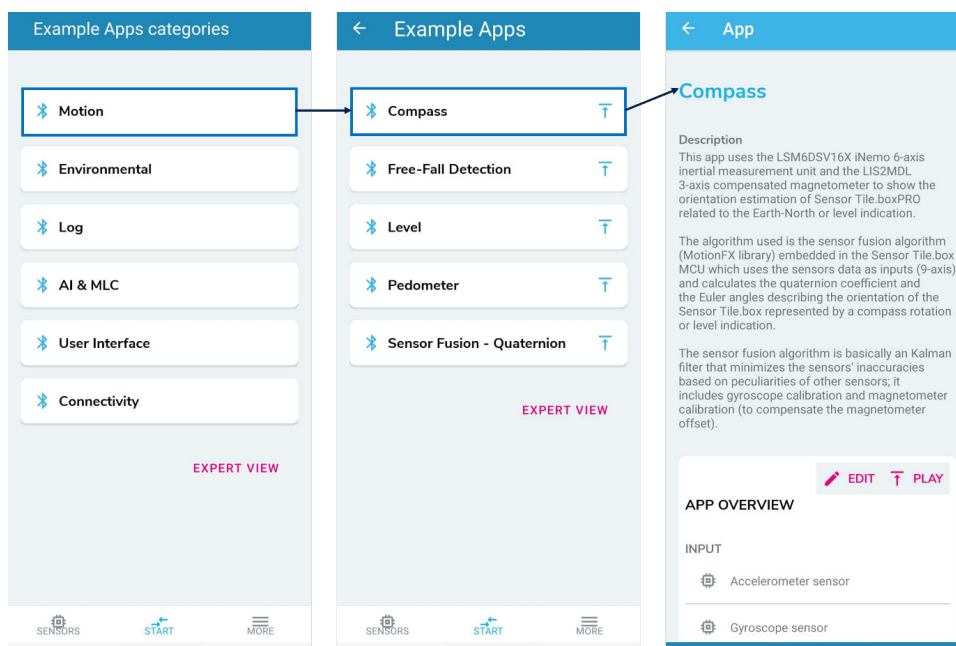 Example Apps categories
Motion
Environmental
Log
AI & MLC
User Interface
Connectivity
EXPERT VIEW
SENSORS
START
MORE
Example Apps
Compass
Free-Fall Detection
Level
Pedometer
Sensor Fusion - Quaternion
EXPERT VIEW
SENSORS
START
MORE
App
Compass
Description
This app uses the LSM6DSV16X iNemo 6-axis
inertial measurement unit and the LIS2MDL
3-axis compensated magnetometer to show the
orientation estimation of Sensor Tile.boxPRO
related to the Earth-North or level indication.
The algorithm used is the sensor fusion algorithm
(MotionFX library) embedded in the Sensor Tile.box
MCU which uses the sensors data as inputs (9-axis)
and calculates the quaternion coefficient and
the Euler angles describing the orientation of the
Sensor Tile.box represented by a compass rotation
or level indication.
The sensor fusion algorithm is basically an Kalman
filter that minimizes the sensors' inaccuracies
based on peculiarities of other sensors; it
includes gyroscope calibration and magnetometer
calibration (to compensate the magnetometer
offset).
EDIT
PLAY
APP OVERVIEW
INPUT
Accelerometer sensor
Gyroscope sensor